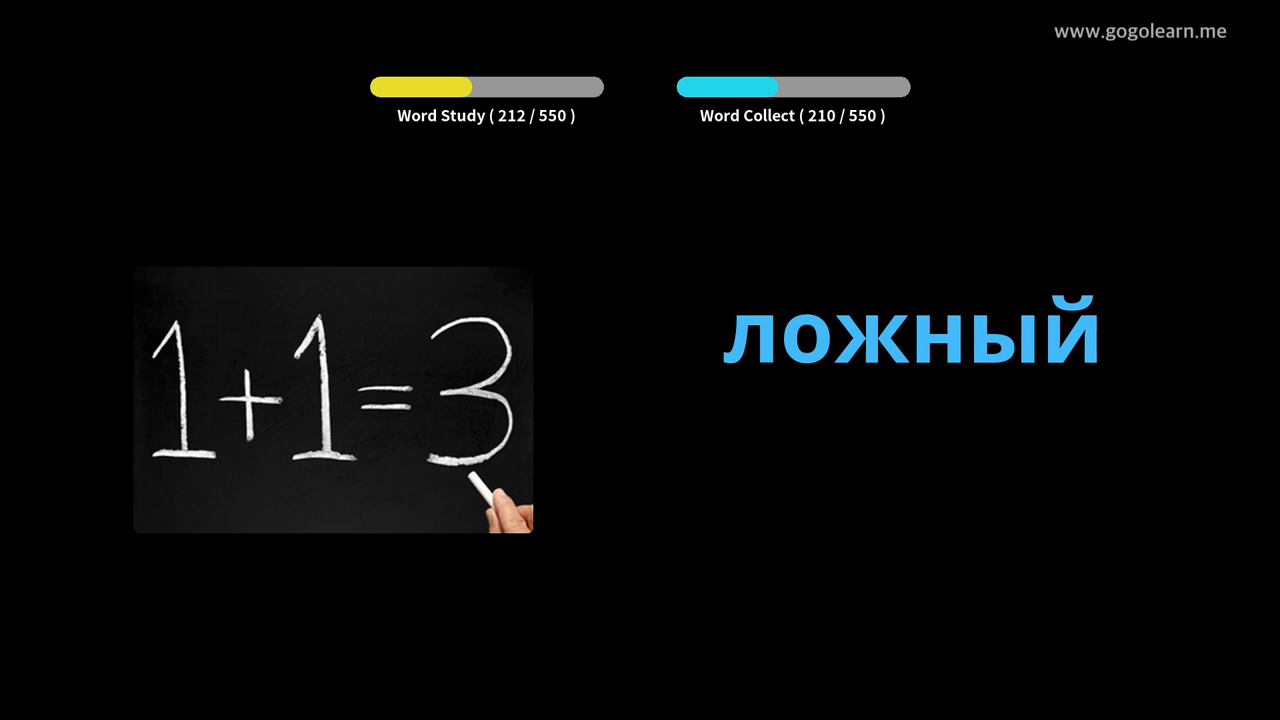 www.gogolearn.me
Word Study ( 212 / 550 )
Word Collect ( 210 / 550 )
1+1=3
ложный